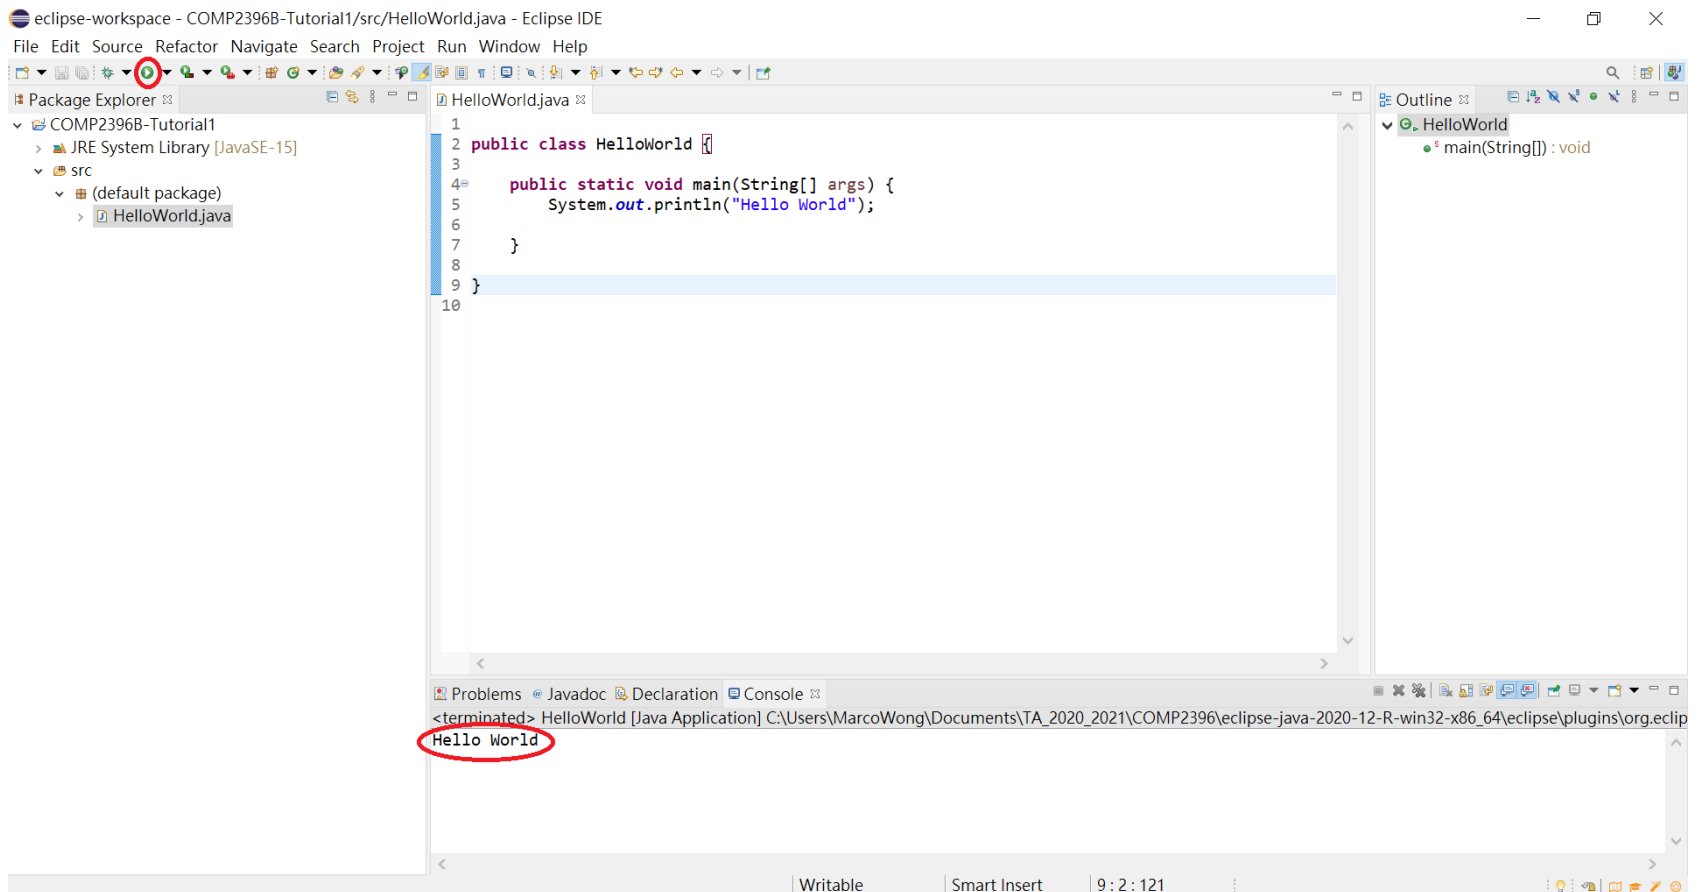 eclipse-workspace - COMP2396B-Tutorial1/src/HelloWorld.java - Eclipse IDE
File Edit Source Refactor Navigate Search Project Run Window Help
Package Explorer
COMP2396B-Tutorial1
JRE System Library [JavaSE-15]
src
(default package)
HelloWorld.java
HelloWorld.java
1
2 public class HelloWorld {
3
4 public static void main(String[] args) {
5 System.out.println("Hello World");
6
7 }
8
9 }
10
Outline
HelloWorld
main(String[]) : void
Problems Javadoc Declaration Console
<terminated> HelloWorld [Java Application] C:\Users\MarcoWong\Documents\TA_2020_2021\COMP2396\eclipse-java-2020-12-R-win32-x86_64\eclipse\plugins\org.eclip
Hello World
Writable Smart Insert 9 : 2 : 121